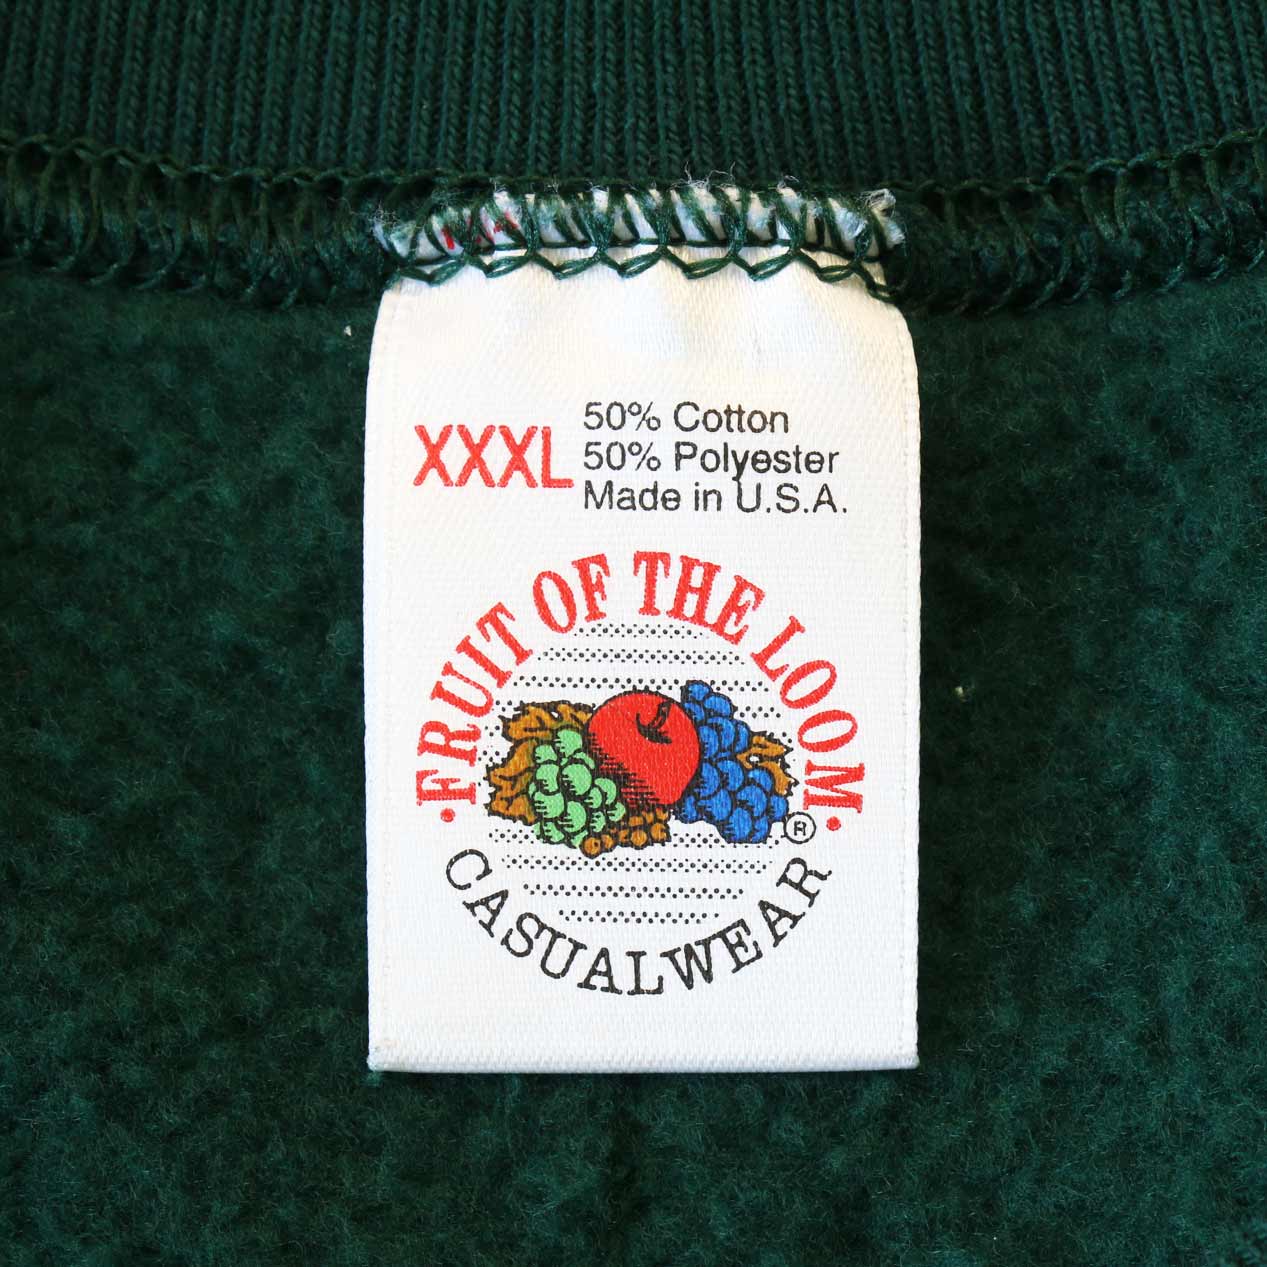 XXXL
50% Cotton
50% Polyester
Made in U.S.A.
·FRUIT OF THE LOOM·
®
CASUALWEAR